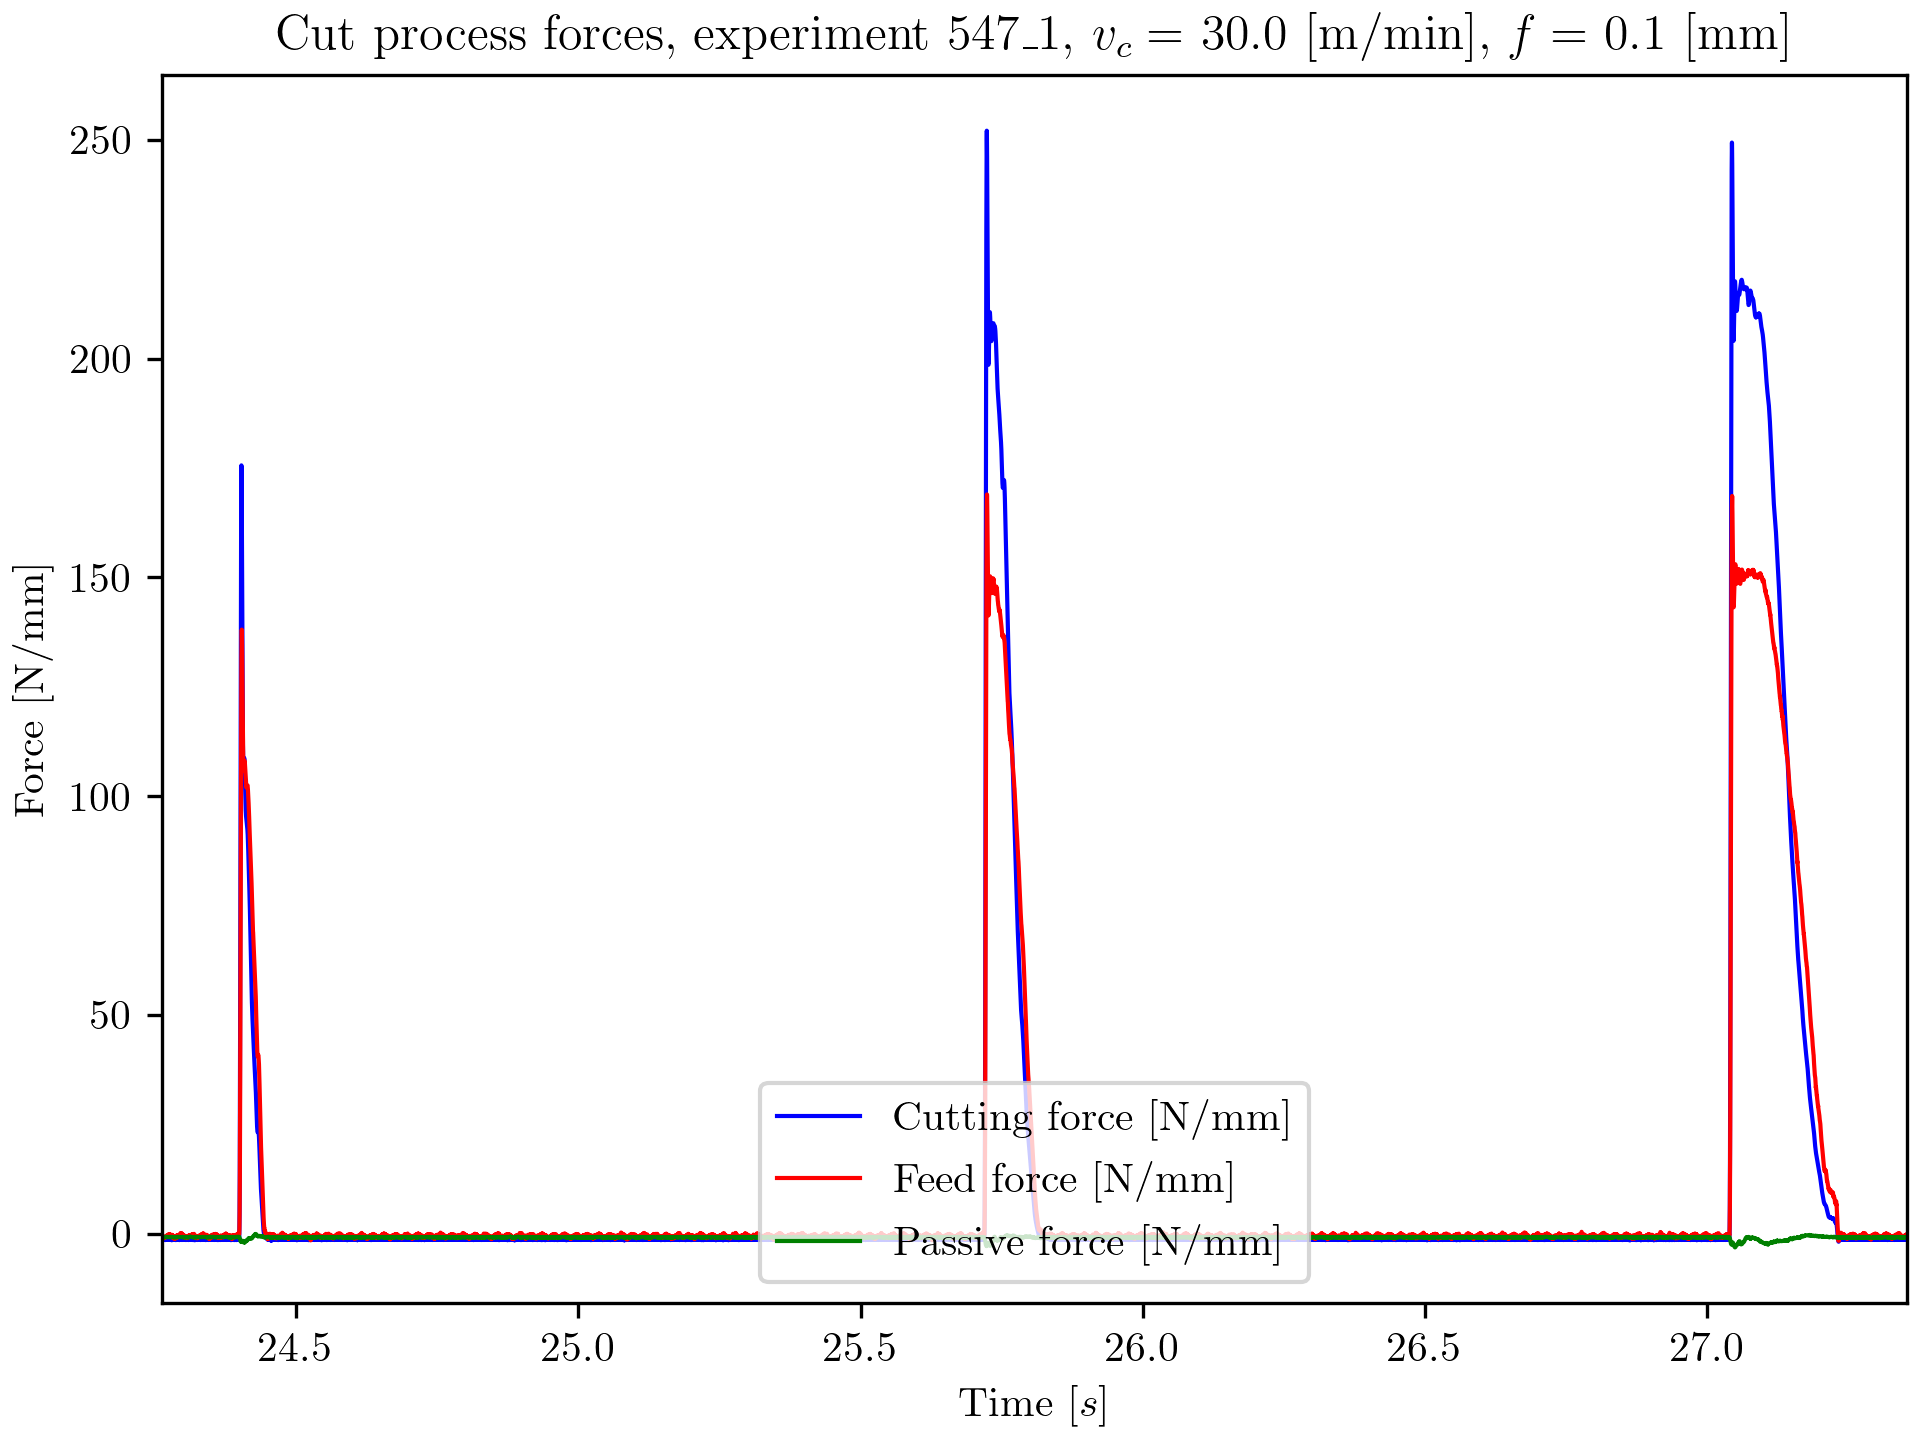 Cut process forces, experiment 547_1, v_c = 30.0 [m/min], f = 0.1 [mm]
Force [N/mm]
250
200
150
100
50
0
Cutting force [N/mm]
Feed force [N/mm]
Passive force [N/mm]
24.5 25.0 25.5 26.0 26.5 27.0
Time [s]